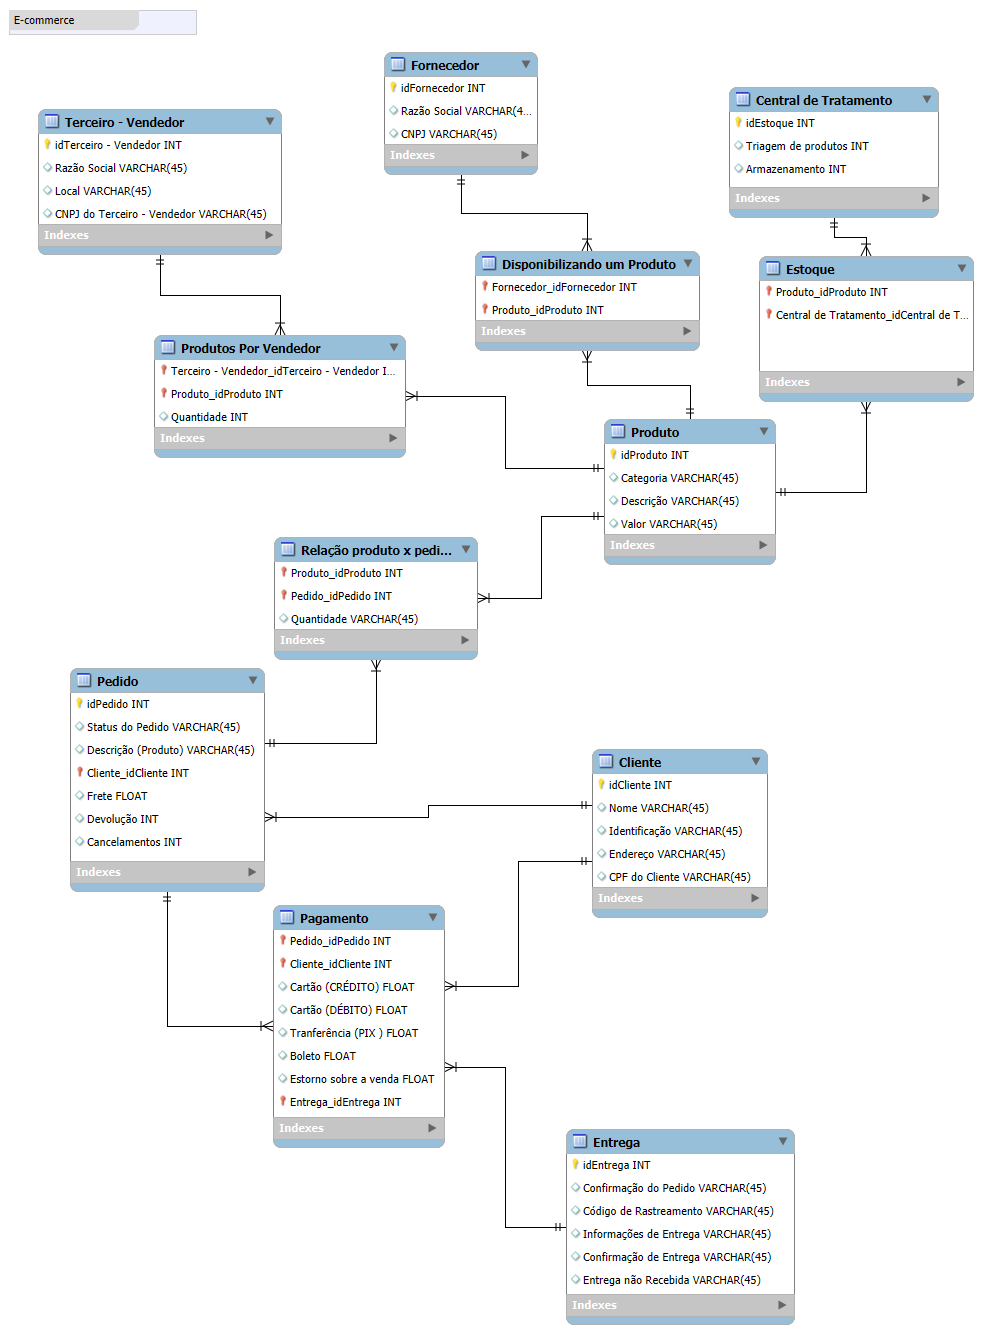 E-commerce
Fornecedor
idFornecedor INT
Razão Social VARCHAR(4...
CNPJ VARCHAR(45)
Indexes
Central de Tratamento
idEstoque INT
Triagem de produtos INT
Armazenamento INT
Indexes
Terceiro - Vendedor
idTerceiro - Vendedor INT
Razão Social VARCHAR(45)
Local VARCHAR(45)
CNPJ do Terceiro - Vendedor VARCHAR(45)
Indexes
Disponibilizando um Produto
Fornecedor_idFornecedor INT
Produto_idProduto INT
Indexes
Estoque
Produto_idProduto INT
Central de Tratamento_idCentral de T...
Indexes
Produtos Por Vendedor
Terceiro - Vendedor_idTerceiro - Vendedor I...
Produto_idProduto INT
Quantidade INT
Indexes
Produto
idProduto INT
Categoria VARCHAR(45)
Descrição VARCHAR(45)
Valor VARCHAR(45)
Indexes
Relação produto x pedi...
Produto_idProduto INT
Pedido_idPedido INT
Quantidade VARCHAR(45)
Indexes
Pedido
idPedido INT
Status do Pedido VARCHAR(45)
Descrição (Produto) VARCHAR(45)
Cliente_idCliente INT
Frete FLOAT
Devolução INT
Cancelamentos INT
Indexes
Cliente
idCliente INT
Nome VARCHAR(45)
Identificação VARCHAR(45)
Endereço VARCHAR(45)
CPF do Cliente VARCHAR(45)
Indexes
Pagamento
Pedido_idPedido INT
Cliente_idCliente INT
Cartão (CRÉDITO) FLOAT
Cartão (DÉBITO) FLOAT
Tranferência (PIX ) FLOAT
Boleto FLOAT
Estorno sobre a venda FLOAT
Entrega_idEntrega INT
Indexes
Entrega
idEntrega INT
Confirmação do Pedido VARCHAR(45)
Código de Rastreamento VARCHAR(45)
Informações de Entrega VARCHAR(45)
Confirmação de Entrega VARCHAR(45)
Entrega não Recebida VARCHAR(45)
Indexes